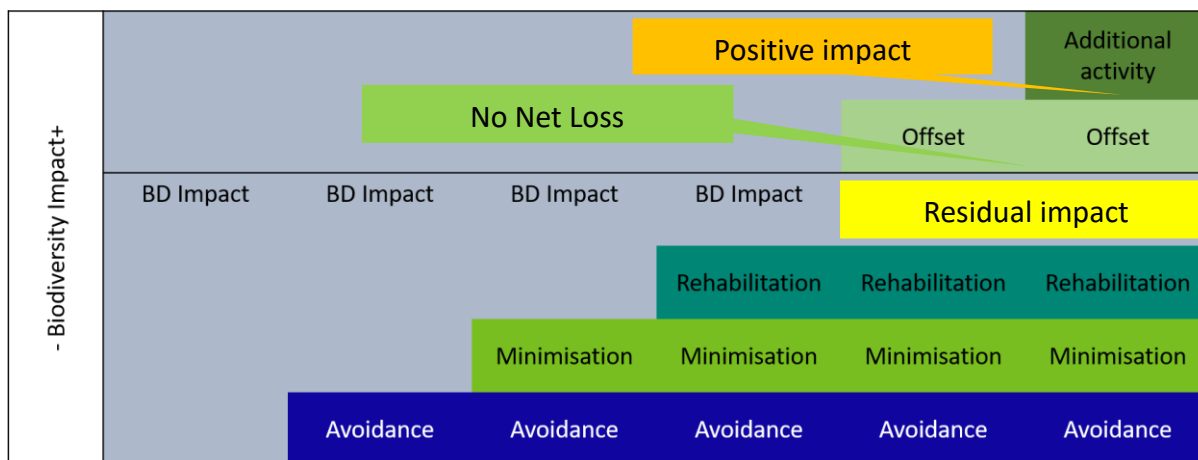 Positive impact
Additional
activity
No Net Loss
Offset Offset
- Biodiversity Impact+
BD Impact BD Impact BD Impact BD Impact
Residual impact
Rehabilitation Rehabilitation Rehabilitation
Minimisation Minimisation Minimisation Minimisation
Avoidance Avoidance Avoidance Avoidance Avoidance